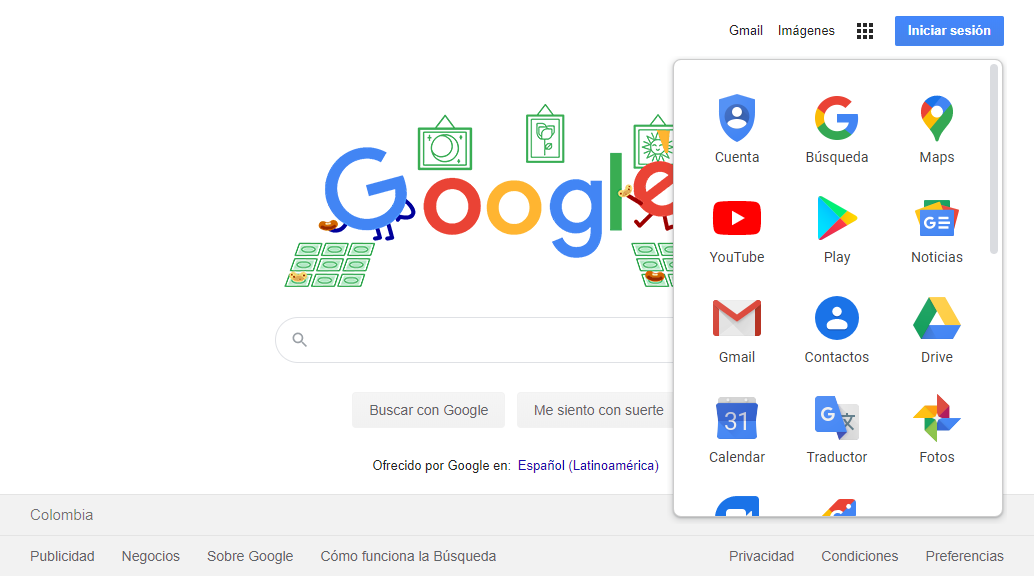 Gmail Imágenes Iniciar sesión
Google
Cuenta Búsqueda Maps
YouTube Play Noticias
Gmail Contactos Drive
31
Calendar Traductor Fotos
Buscar con Google Me siento con suerte
Ofrecido por Google en: Español (Latinoamérica)
Colombia
Publicidad Negocios Sobre Google Cómo funciona la Búsqueda Privacidad Condiciones Preferencias